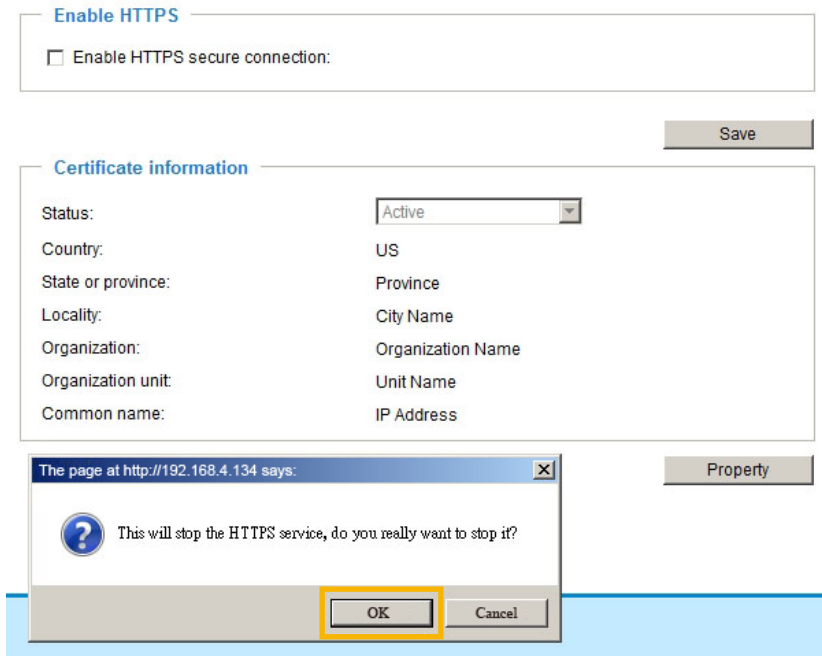 Enable HTTPS
Enable HTTPS secure connection:
Save
Certificate information
Status: Active
Country: US
State or province: Province
Locality: City Name
Organization: Organization Name
Organization unit: Unit Name
Common name: IP Address
Property
The page at http://192.168.4.134 says:
This will stop the HTTPS service, do you really want to stop it?
OK Cancel